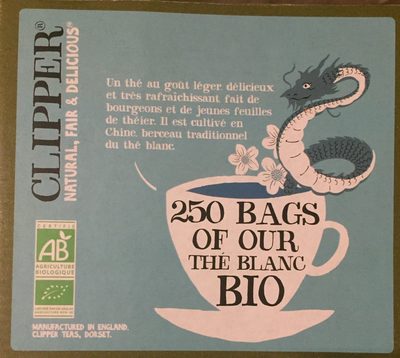 CLIPPER®
NATURAL, FAIR & DELICIOUS®
Un thé au goût léger, délicieux
et très rafraîchissant fait de
bourgeons et de jeunes feuilles
de théier. Il est cultivé en
Chine, berceau traditionnel
du thé blanc.
250 BAGS
OF OUR
THÉ BLANC
BIO
CERTIFIÉ
AB
AGRICULTURE
BIOLOGIQUE
MANUFACTURED IN ENGLAND.
CLIPPER TEAS, DORSET.